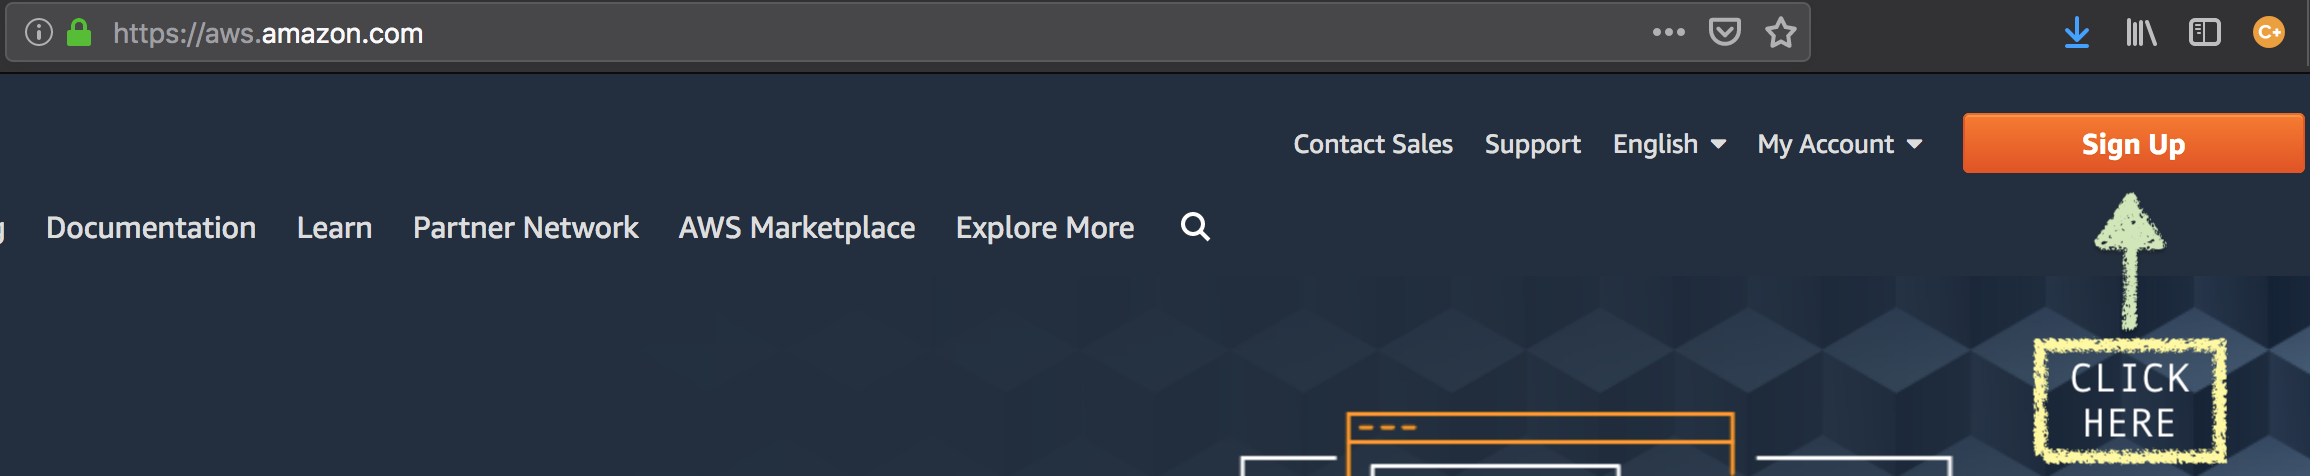 https://aws.amazon.com
C+
Contact Sales Support English My Account Sign Up
Documentation Learn Partner Network AWS Marketplace Explore More
CLICK
HERE